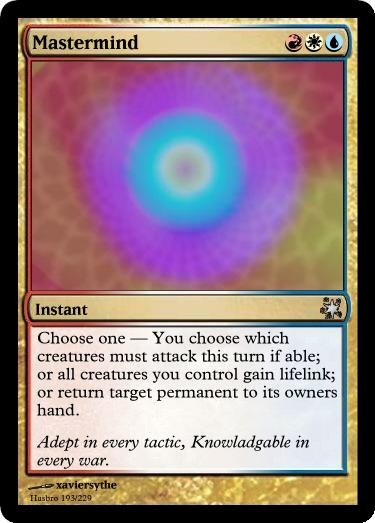 Mastermind
Instant
Choose one — You choose which
creatures must attack this turn if able;
or all creatures you control gain lifelink;
or return target permanent to its owners
hand.
Adept in every tactic, Knowladgable in
every war.
xaviersythe
Hasbro 193/229